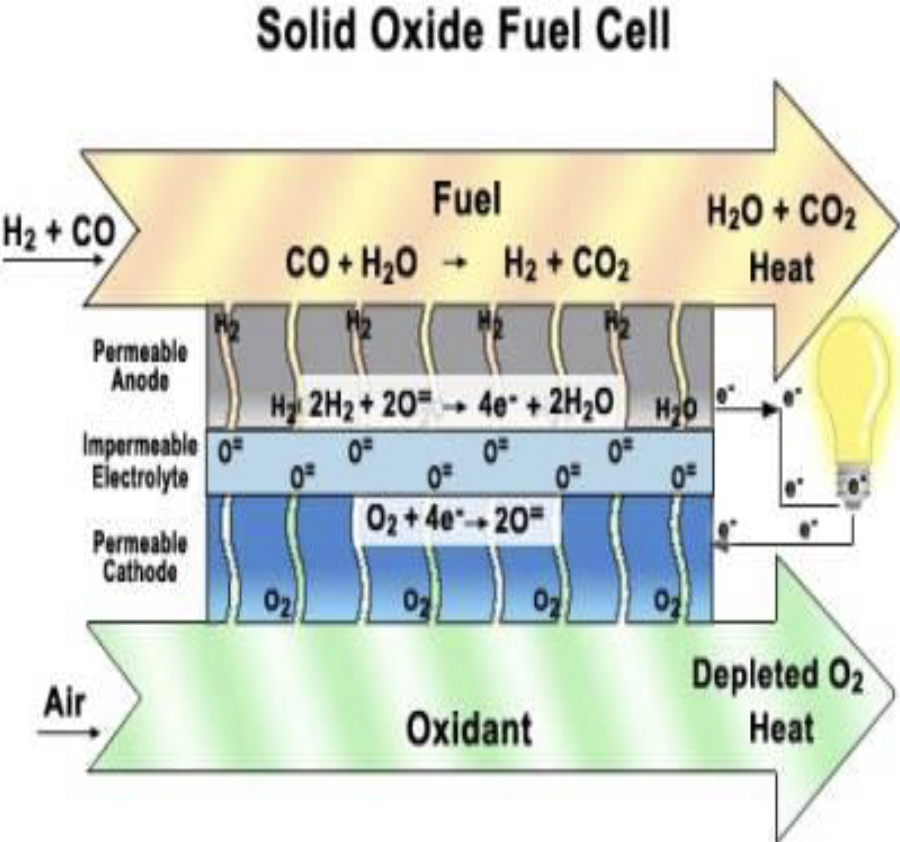 Solid Oxide Fuel Cell
H₂ + CO
Fuel
CO + H₂O → H₂ + CO₂
H₂O + CO₂
Heat
Permeable
Anode
H₂ H₂ H₂ H₂
H₂ 2H₂ + 2O⁼ → 4e⁻ + 2H₂O H₂O
e⁻ e⁻
Impermeable
Electrolyte
O⁼ O⁼ O⁼ O⁼
O⁼ O⁼ O⁼ O⁼
e⁻ e⁻
Permeable
Cathode
O₂ + 4e⁻ → 2O⁼
e⁻ e⁻
O₂ O₂ O₂ O₂
Air
Oxidant
Depleted O₂
Heat